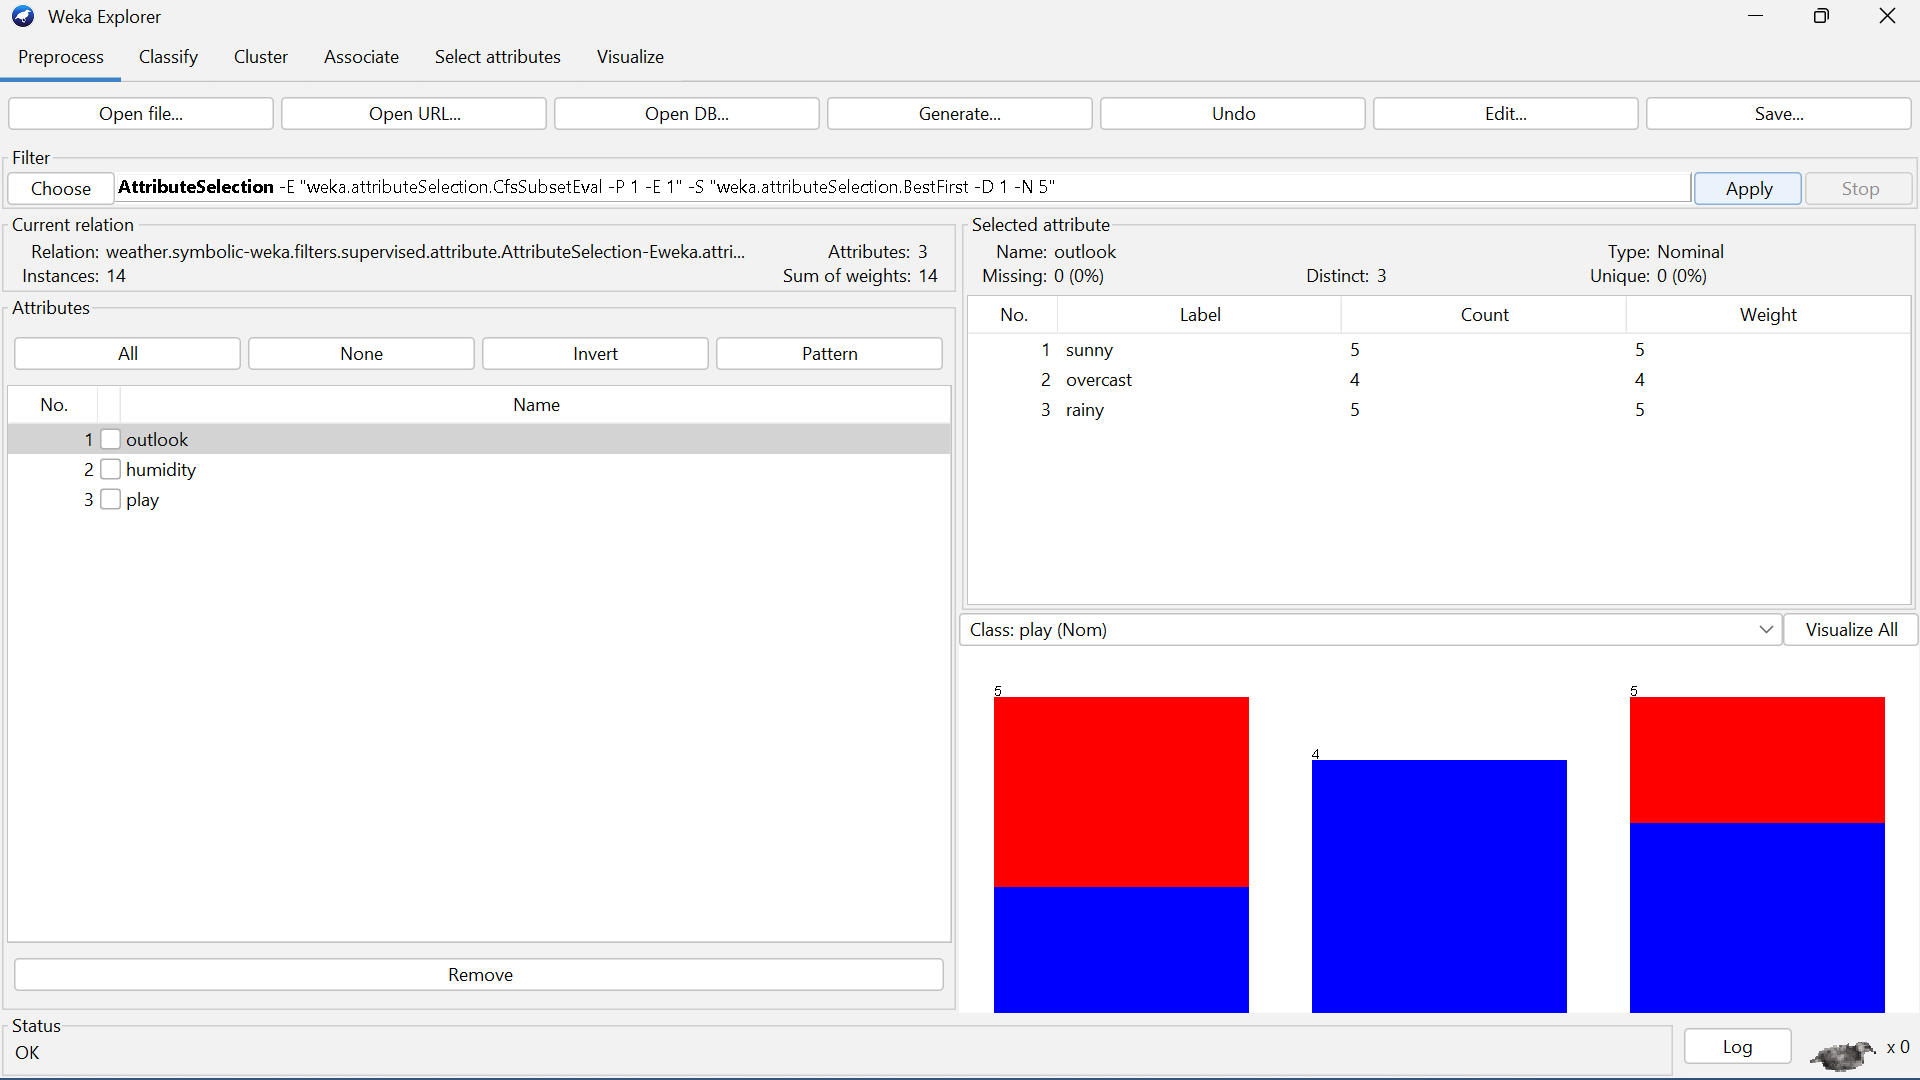 Weka Explorer
Preprocess Classify Cluster Associate Select attributes Visualize
Open file... Open URL... Open DB... Generate... Undo Edit... Save...
Filter
Choose AttributeSelection -E "weka.attributeSelection.CfsSubsetEval -P 1 -E 1" -S "weka.attributeSelection.BestFirst -D 1 -N 5" Apply Stop
Current relation
Relation: weather.symbolic-weka.filters.supervised.attribute.AttributeSelection-Eweka.attri... Attributes: 3
Instances: 14 Sum of weights: 14
Attributes
All None Invert Pattern
No. Name
1 outlook
2 humidity
3 play
Remove
Selected attribute
Name: outlook Type: Nominal
Missing: 0 (0%) Distinct: 3 Unique: 0 (0%)
No. Label Count Weight
1 sunny 5 5
2 overcast 4 4
3 rainy 5 5
Class: play (Nom) Visualize All
5 4 5
Status
OK
Log x 0